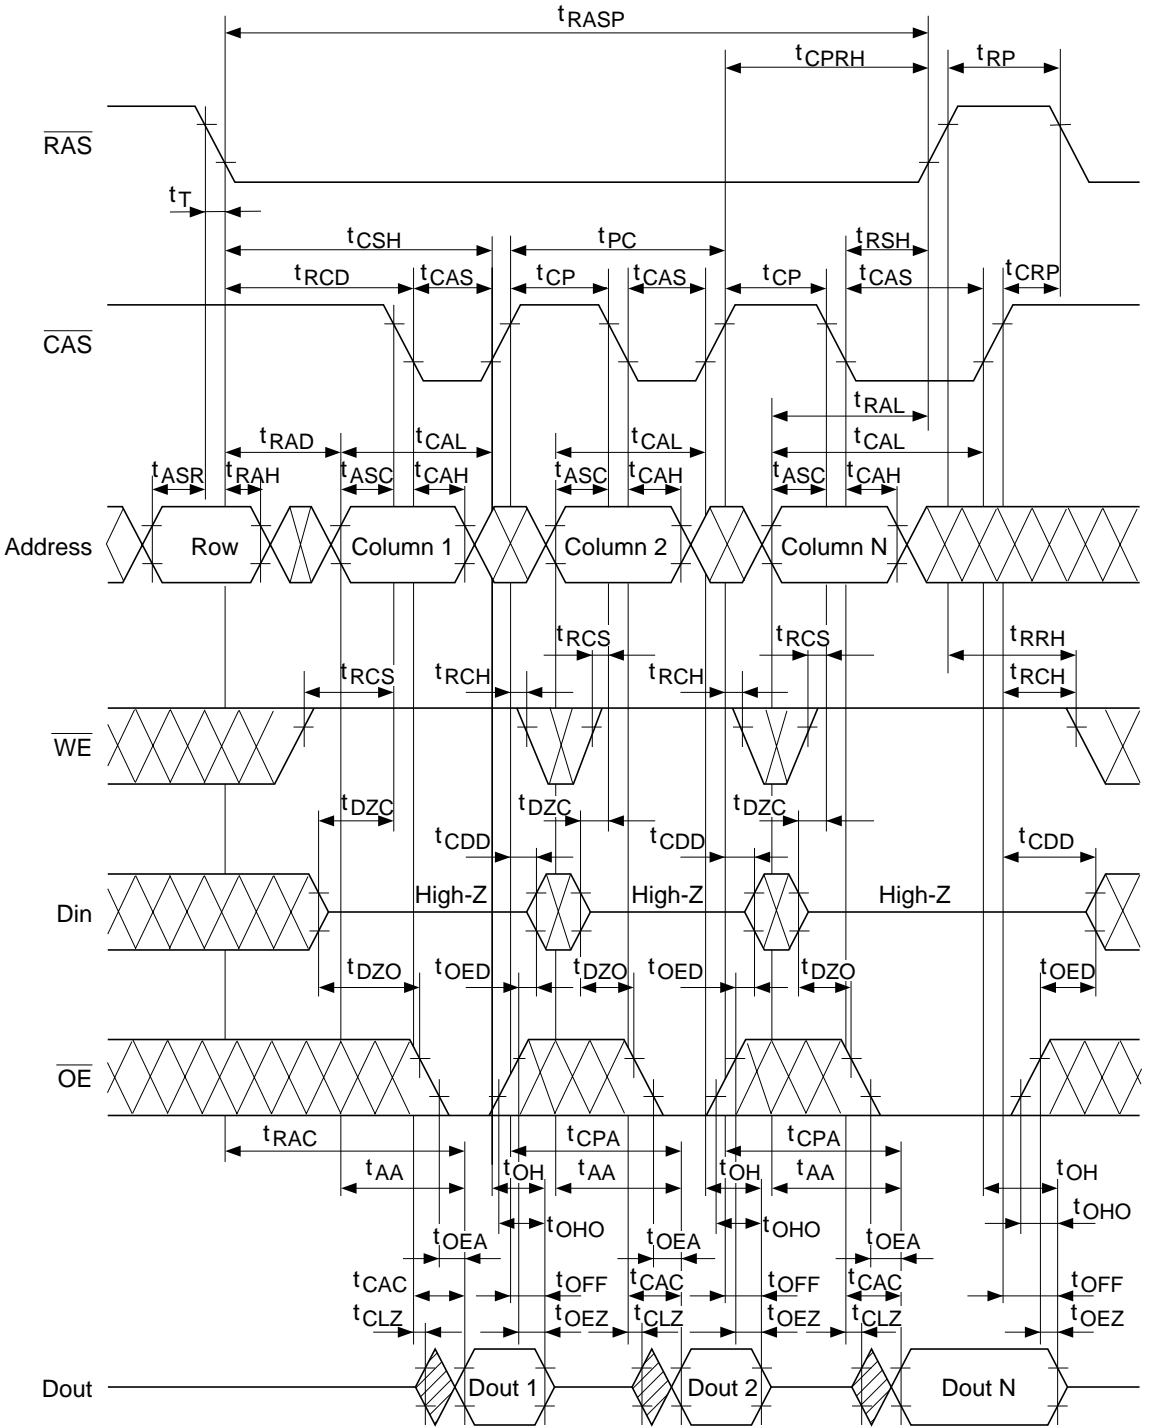 tRASP
tCPRH tRP
RAS
tT
tCSH tPC tRSH
tRCD tCAS tCP tCAS tCP tCAS tCRP
CAS
tRAL
tRAD tCAL tCAL tCAL
tASR tRAH tASC tCAH tASC tCAH tASC tCAH
Address Row Column 1 Column 2 Column N
tRCS tRCS tRRH
tRCS tRCH tRCH tRCH
WE
tDZC tDZC tDZC
tCDD tCDD tCDD
High-Z High-Z High-Z
Din
tDZO tOED tDZO tOED tDZO tOED
OE
tRAC tCPA tCPA
tAA tOH tAA tOH tAA tOH
tOHO tOHO tOHO
tOEA tOEA tOEA
tCAC tOFF tCAC tOFF tCAC tOFF
tCLZ tOEZ tCLZ tOEZ tCLZ tOEZ
Dout Dout 1 Dout 2 Dout N